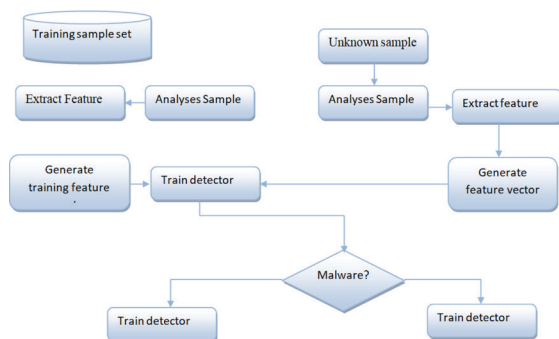 Training sample set
Unknown sample
Extract Feature
Analyses Sample
Analyses Sample
Extract feature
Generate
training feature
.
Train detector
Generate
feature vector
Malware?
Train detector
Train detector